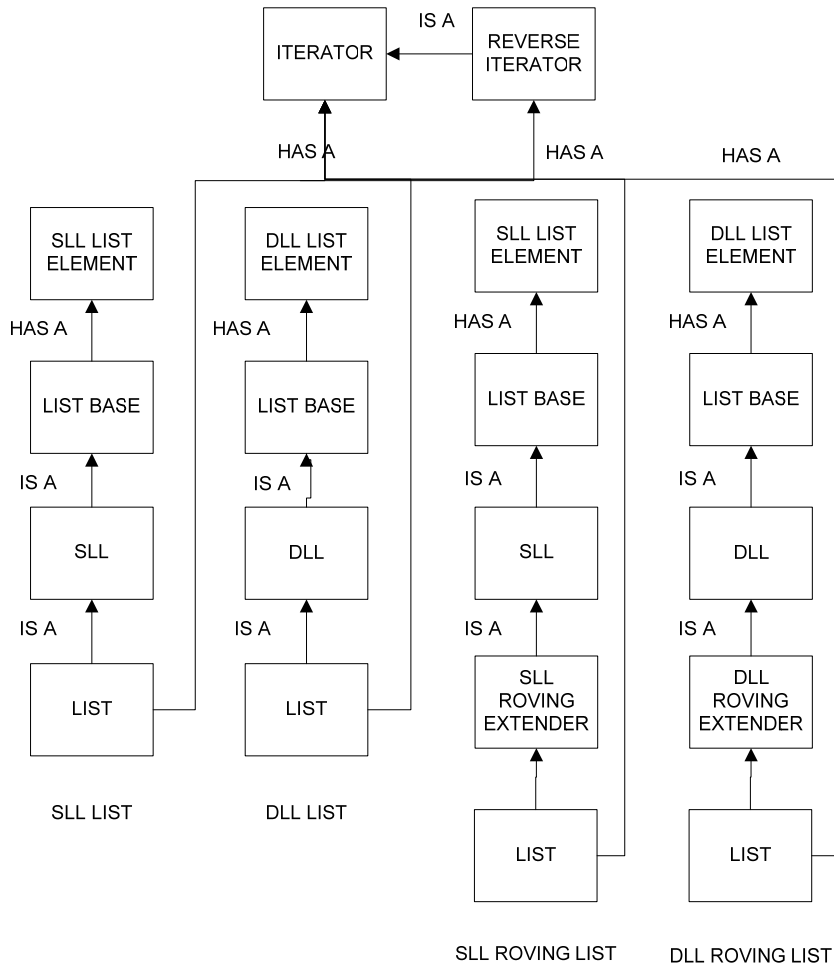 IS A
ITERATOR
REVERSE
ITERATOR
HAS A
HAS A
HAS A
SLL LIST
ELEMENT
DLL LIST
ELEMENT
SLL LIST
ELEMENT
DLL LIST
ELEMENT
HAS A
HAS A
HAS A
HAS A
LIST BASE
LIST BASE
LIST BASE
LIST BASE
IS A
IS A
IS A
IS A
SLL
DLL
SLL
DLL
IS A
IS A
IS A
IS A
LIST
LIST
SLL
ROVING
EXTENDER
DLL
ROVING
EXTENDER
SLL LIST
DLL LIST
LIST
LIST
SLL ROVING LIST
DLL ROVING LIST